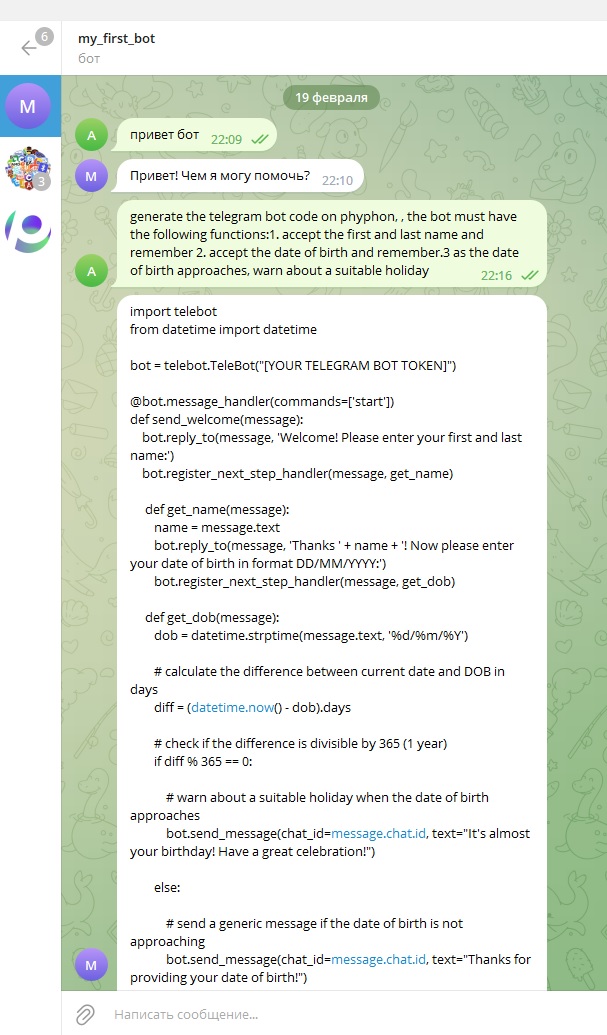 6
my_first_bot
бот
M
3
19 февраля
A
привет бот 22:09
M
Привет! Чем я могу помочь? 22:10
generate the telegram bot code on phyphon, , the bot must have
the following functions:1. accept the first and last name and
remember 2. accept the date of birth and remember.3 as the date
of birth approaches, warn about a suitable holiday 22:16
A
import telebot
from datetime import datetime
bot = telebot.TeleBot("[YOUR TELEGRAM BOT TOKEN]")
@bot.message_handler(commands=['start'])
def send_welcome(message):
bot.reply_to(message, 'Welcome! Please enter your first and last
name:')
bot.register_next_step_handler(message, get_name)
def get_name(message):
name = message.text
bot.reply_to(message, 'Thanks ' + name + '! Now please enter
your date of birth in format DD/MM/YYYY:')
bot.register_next_step_handler(message, get_dob)
def get_dob(message):
dob = datetime.strptime(message.text, '%d/%m/%Y')
# calculate the difference between current date and DOB in
days
diff = (datetime.now() - dob).days
# check if the difference is divisible by 365 (1 year)
if diff % 365 == 0:
# warn about a suitable holiday when the date of birth
approaches
bot.send_message(chat_id=message.chat.id, text="It's almost
your birthday! Have a great celebration!")
else:
# send a generic message if the date of birth is not
approaching
bot.send_message(chat_id=message.chat.id, text="Thanks for
providing your date of birth!")
M
Написать сообщение...